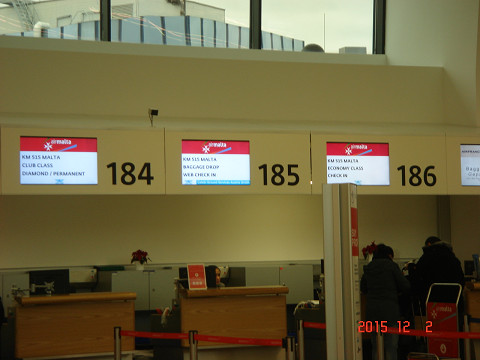 airmalta
KM 515 MALTA
CLUB CLASS
DIAMOND / PERMANENT
184
airmalta
KM 515 MALTA
BAGGAGE DROP
WEB CHECK IN
185
airmalta
KM 515 MALTA
ECONOMY CLASS
CHECK IN
186
2015 12 2